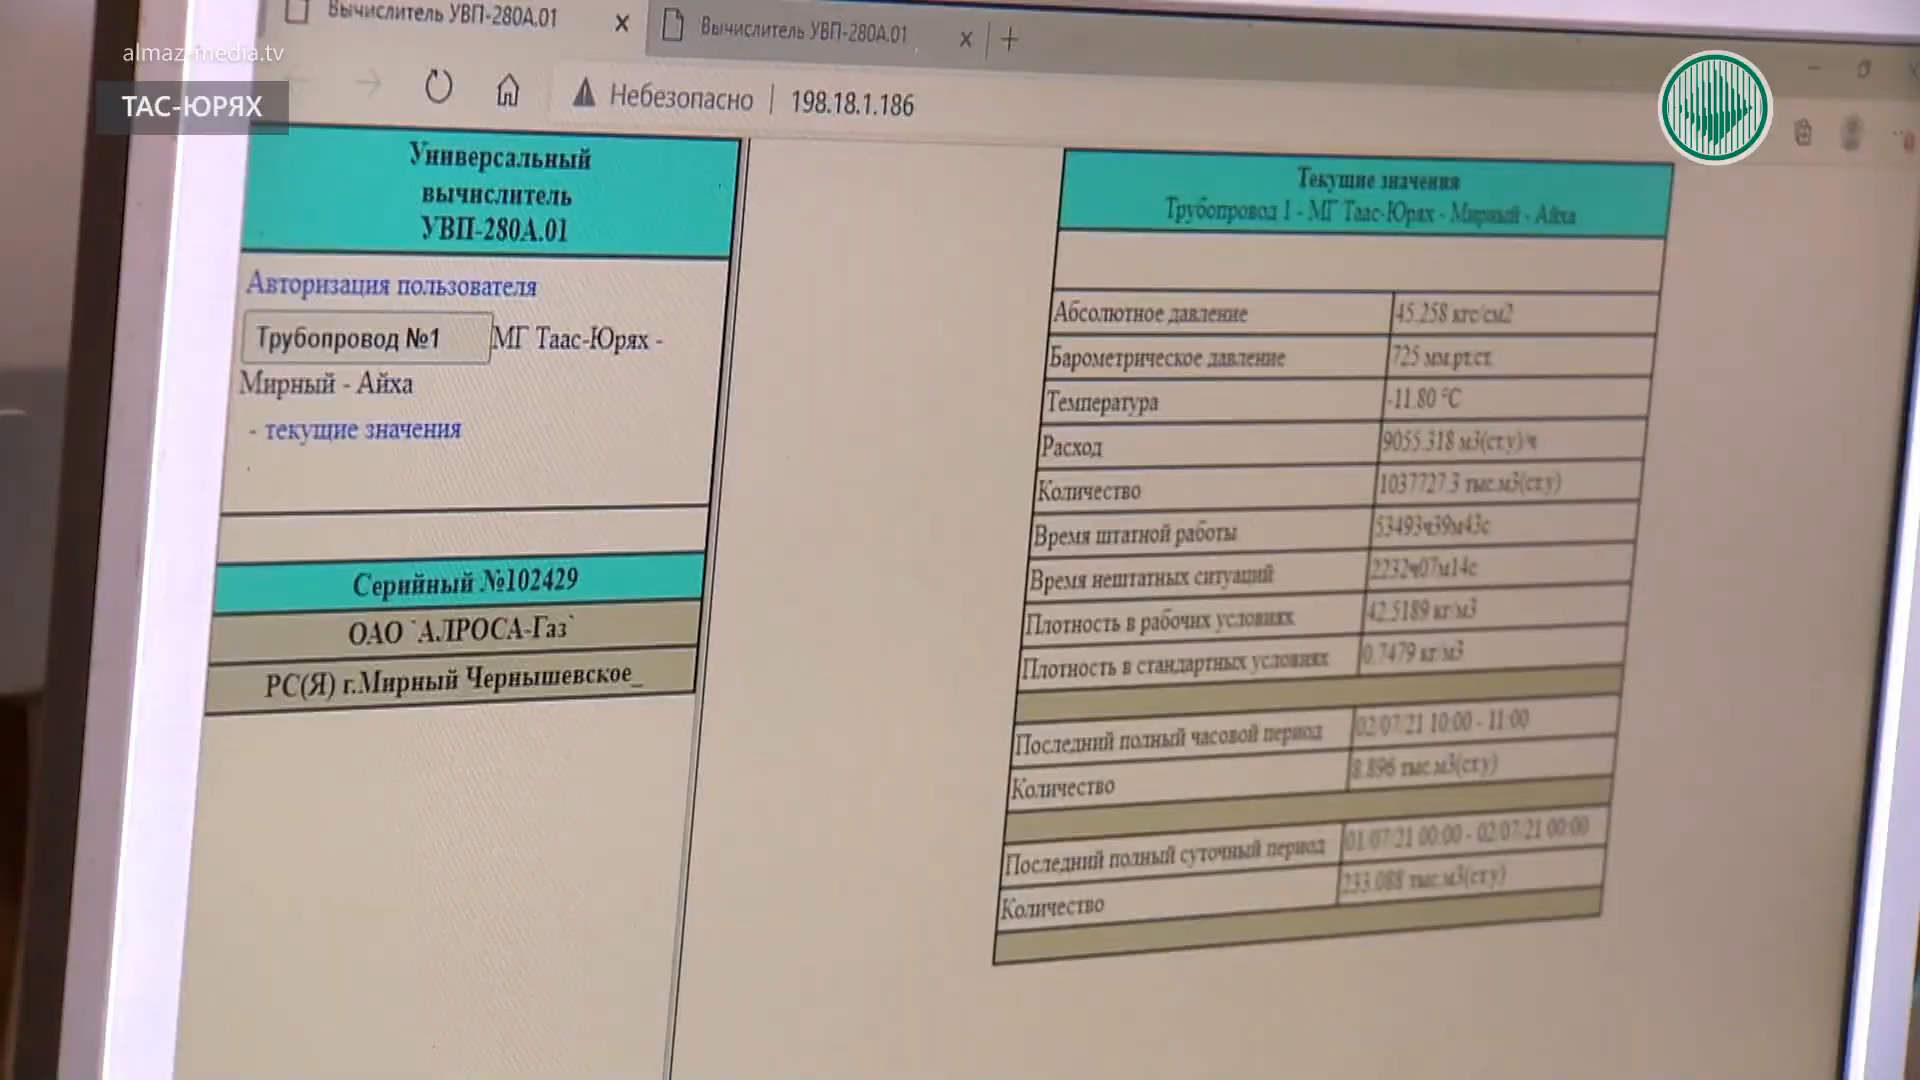 almaz-media.tv
ТАС-ЮРЯХ
Вычислитель УВП-280А.01
Вычислитель УВП-280А.01
Небезопасно | 198.18.1.186
Универсальный
вычислитель
УВП-280А.01
Авторизация пользователя
Трубопровод №1 МГ Таас-Юрях -
Мирный - Айха
- текущие значения
Серийный №102429
ОАО `АЛРОСА-Газ`
РС(Я) г.Мирный Чернышевское_
Текущие значения
Трубопровод 1 - МГ Таас-Юрях - Мирный - Айха
Абсолютное давление 45.258 кгс/см2
Барометрическое давление 725 мм.рт.ст.
Температура -11.80 °C
Расход 9055.318 м3(ст.у)/ч
Количество 1037727.3 тыс.м3(ст.у)
Время штатной работы 53493ч39м43с
Время нештатных ситуаций 2232ч07м14с
Плотность в рабочих условиях 42.5189 кг/м3
Плотность в стандартных условиях 0.7479 кг/м3
Последний полный часовой период 02/07/21 10:00 - 11:00
Количество 8.896 тыс.м3(ст.у)
Последний полный суточный период 01/07/21 00:00 - 02/07/21 00:00
Количество 233.088 тыс.м3(ст.у)